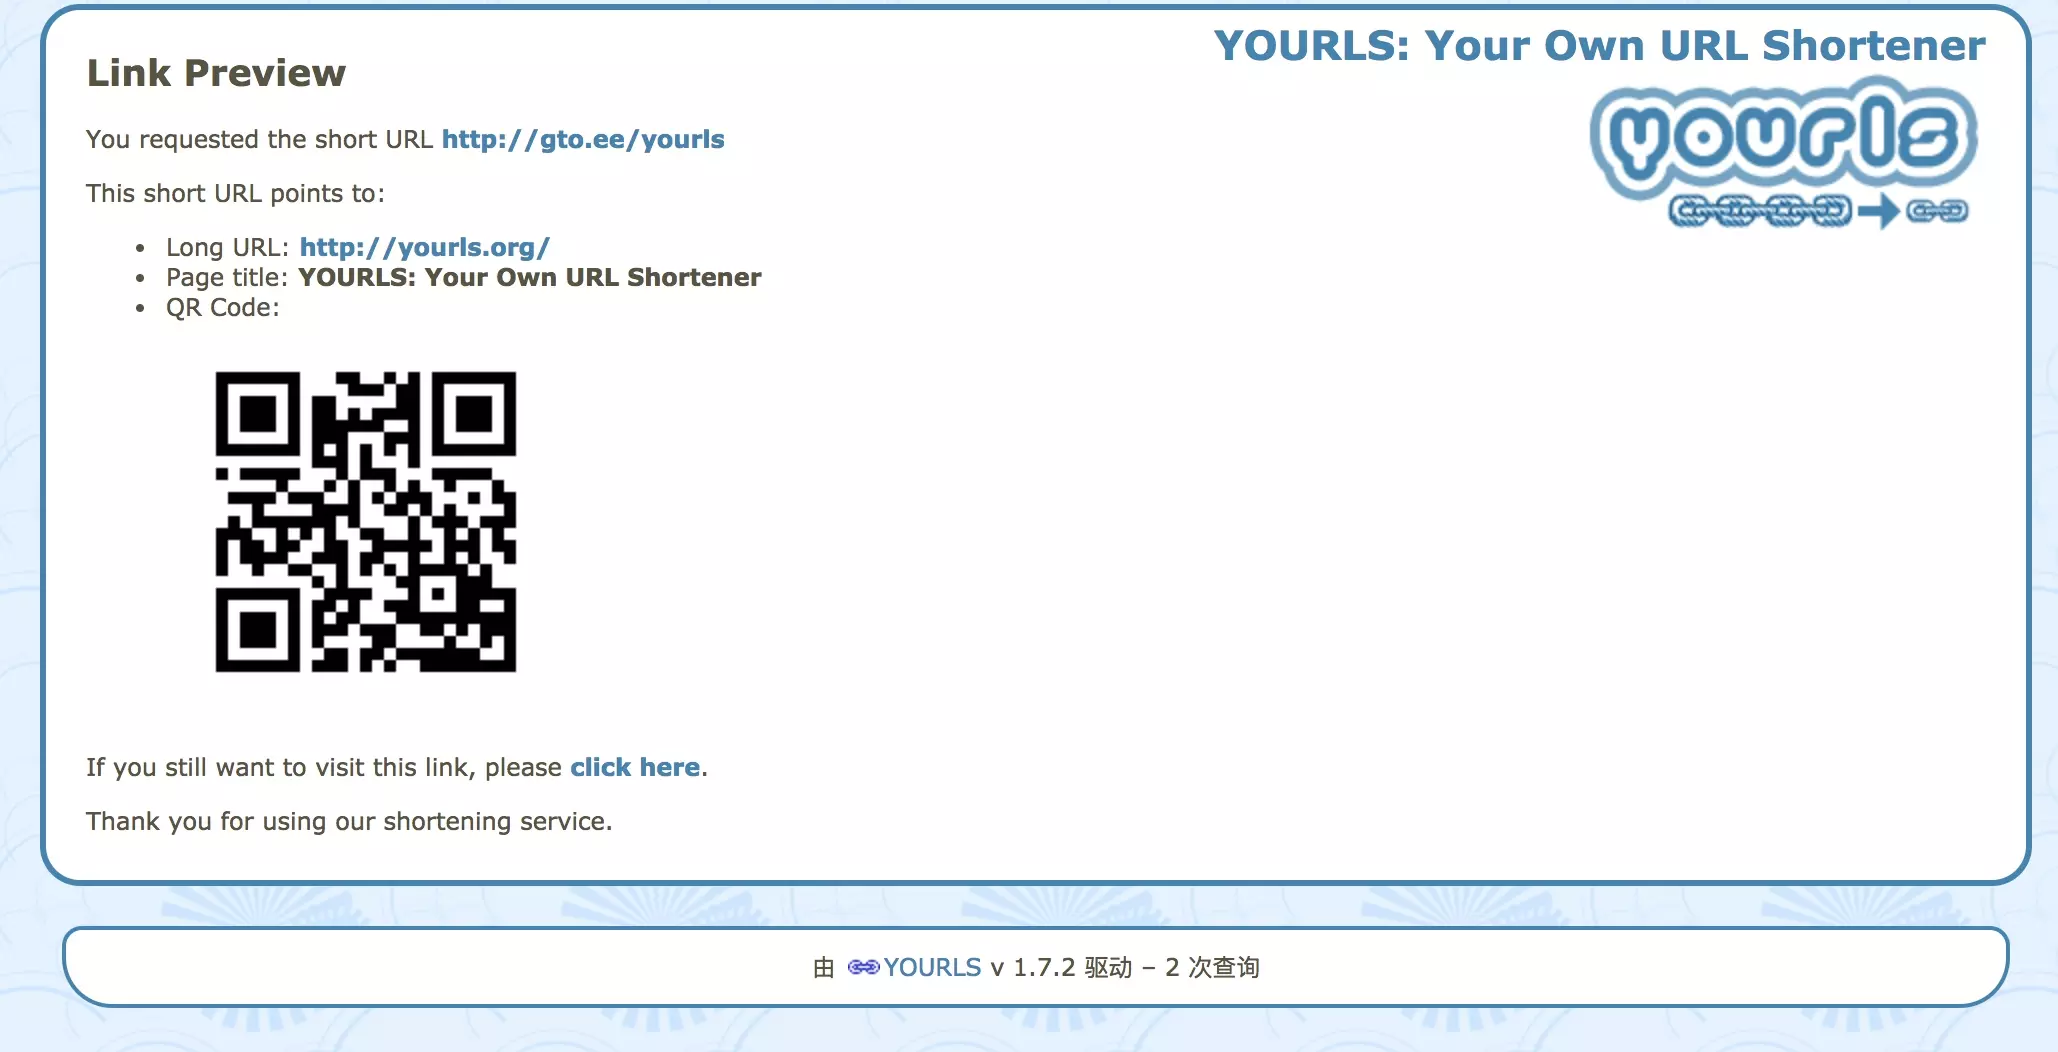 YOURLS: Your Own URL Shortener
yourls
Link Preview
You requested the short URL http://gto.ee/yourls
This short URL points to:
• Long URL: http://yourls.org/
• Page title: YOURLS: Your Own URL Shortener
• QR Code:
If you still want to visit this link, please click here.
Thank you for using our shortening service.
由 YOURLS v 1.7.2 驱动 – 2 次查询